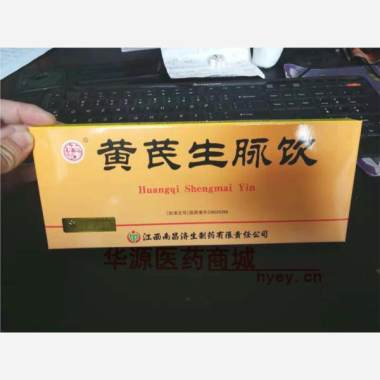 黄芪生脉饮
Huangqi Shengmai Yin
江西南昌济生制药有限责任公司
华源医药商城
hyey.cn